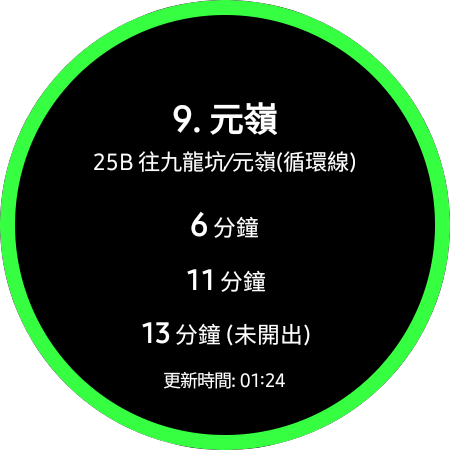 9. 元嶺
25B 往九龍坑/元嶺(循環線)
6 分鐘
11 分鐘
13 分鐘 (未開出)
更新時間: 01:24